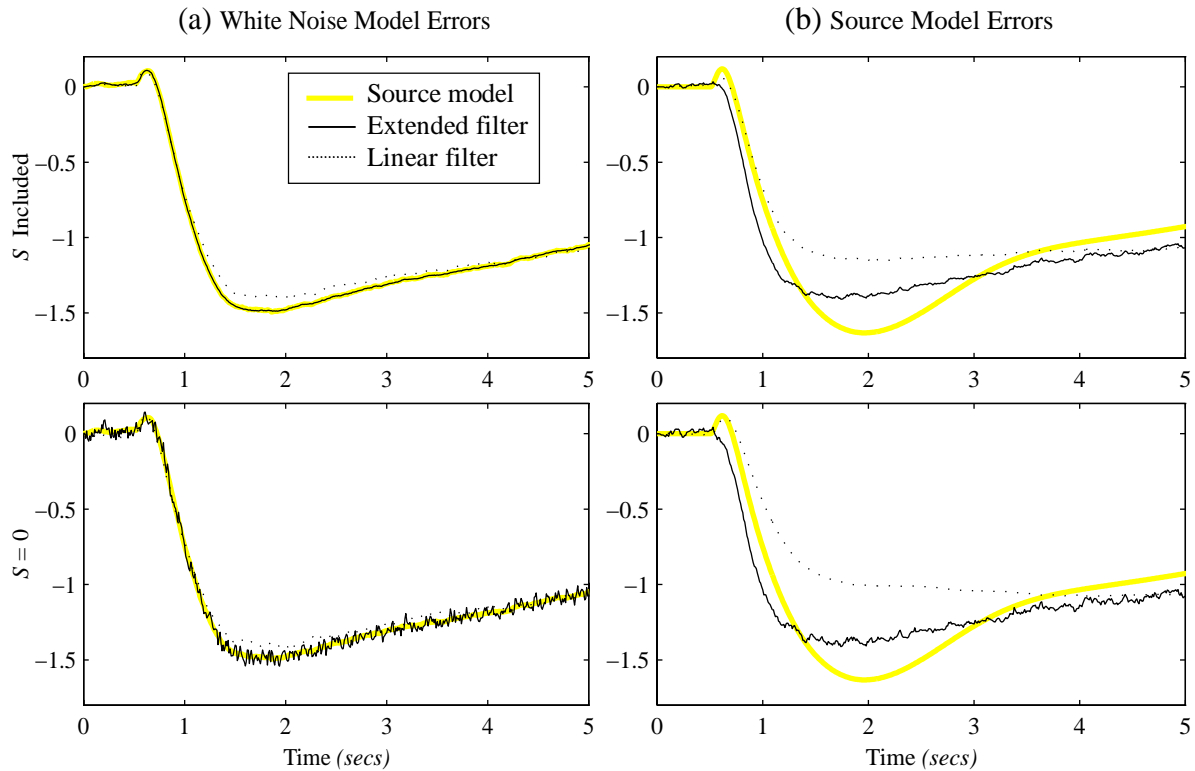 (a) White Noise Model Errors
(b) Source Model Errors
S Included
0
−0.5
−1
−1.5
0 1 2 3 4 5
Source model
Extended filter
Linear filter
0
−0.5
−1
−1.5
0 1 2 3 4 5
S = 0
0
−0.5
−1
−1.5
0 1 2 3 4 5
Time (secs)
0
−0.5
−1
−1.5
0 1 2 3 4 5
Time (secs)